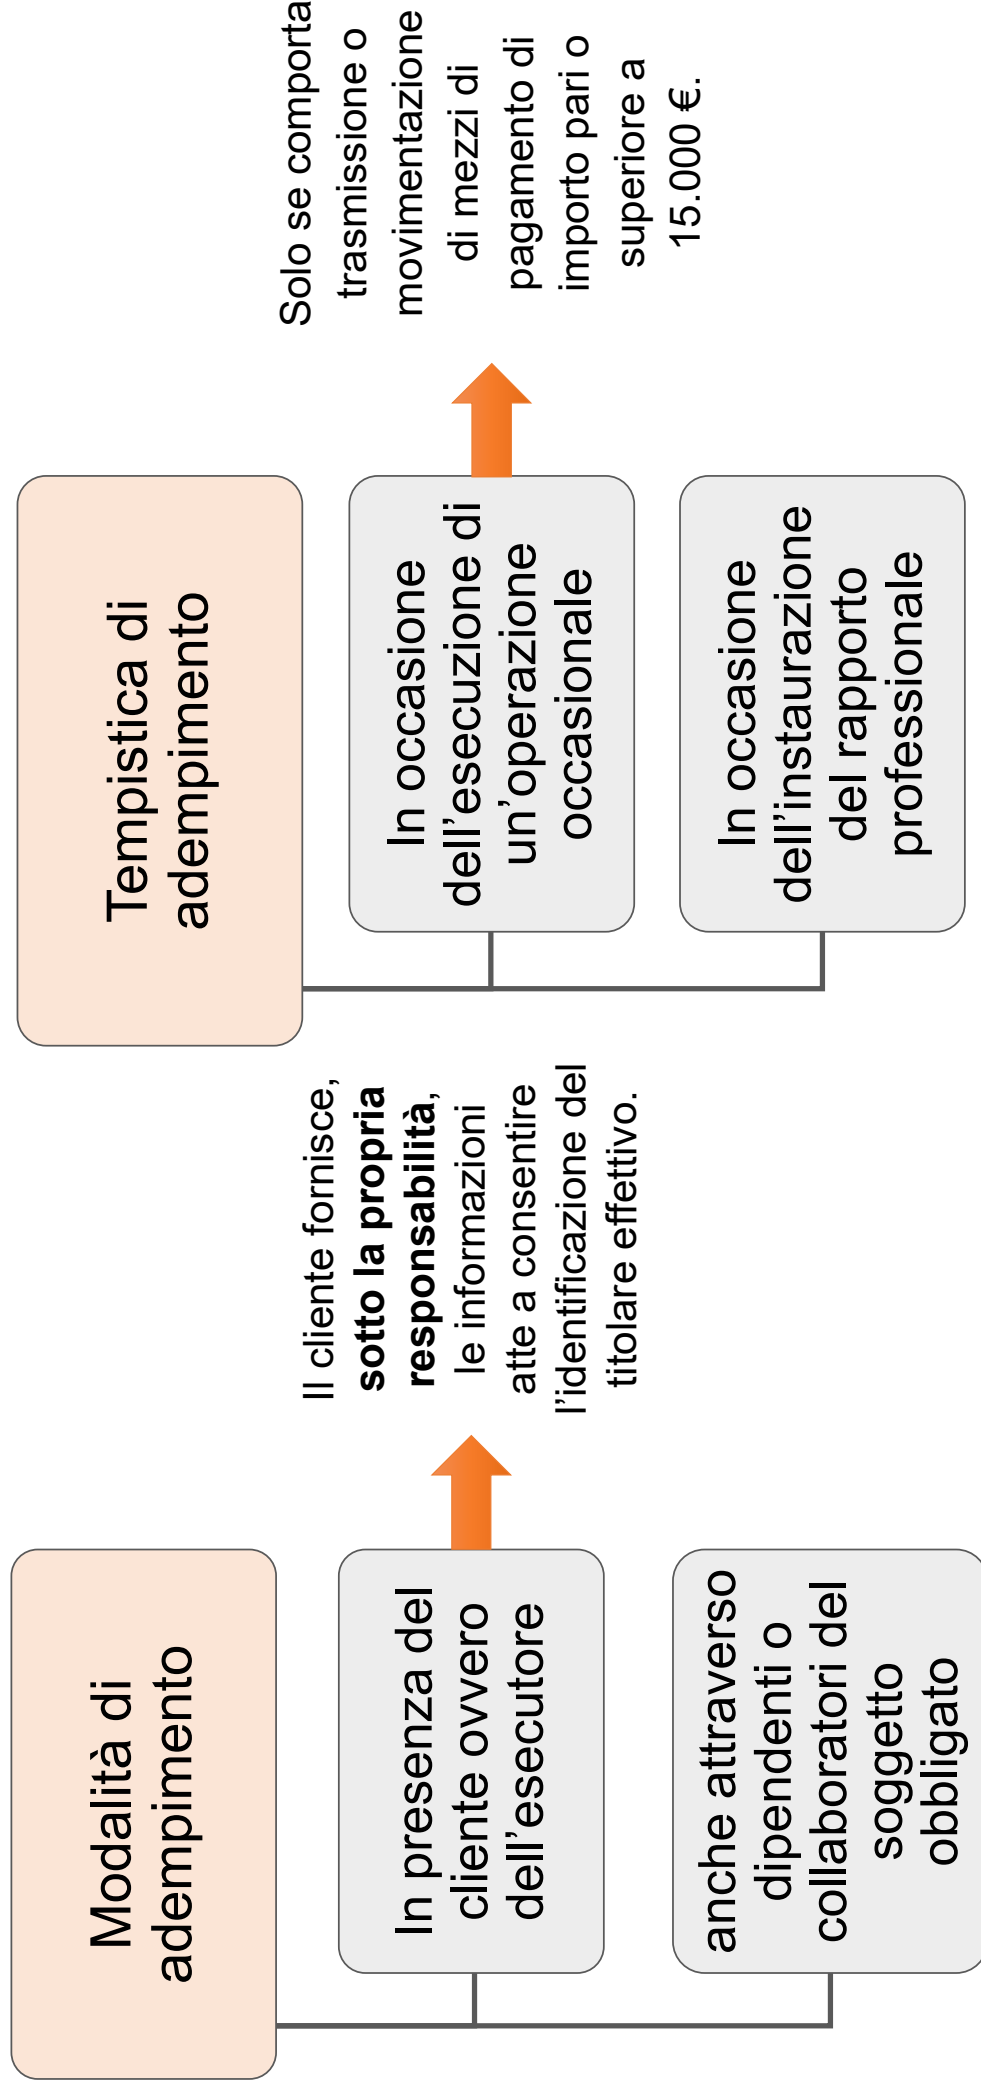 Modalità di
adempimento
In presenza del
cliente ovvero
dell'esecutore
Il cliente fornisce,
sotto la propria
responsabilità,
le informazioni
atte a consentire
l'identificazione del
titolare effettivo.
anche attraverso
dipendenti o
collaboratori del
soggetto
obbligato
Tempistica di
adempimento
In occasione
dell'esecuzione di
un'operazione
occasionale
Solo se comporta
trasmissione o
movimentazione
di mezzi di
pagamento di
importo pari o
superiore a
15.000 €.
In occasione
dell'instaurazione
del rapporto
professionale